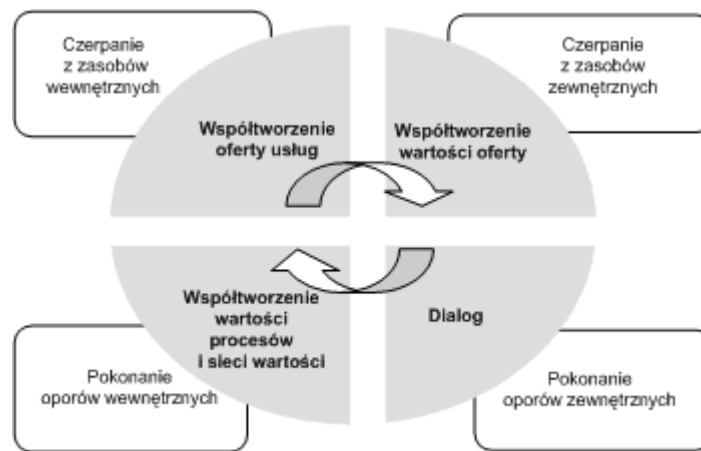 Czerpanie
z zasobów
wewnętrznych
Czerpanie
z zasobów
zewnętrznych
Współtworzenie
oferty usług
Współtworzenie
wartości oferty
Współtworzenie
wartości
procesów
i sieci wartości
Dialog
Pokonanie
oporów wewnętrznych
Pokonanie
oporów zewnętrznych